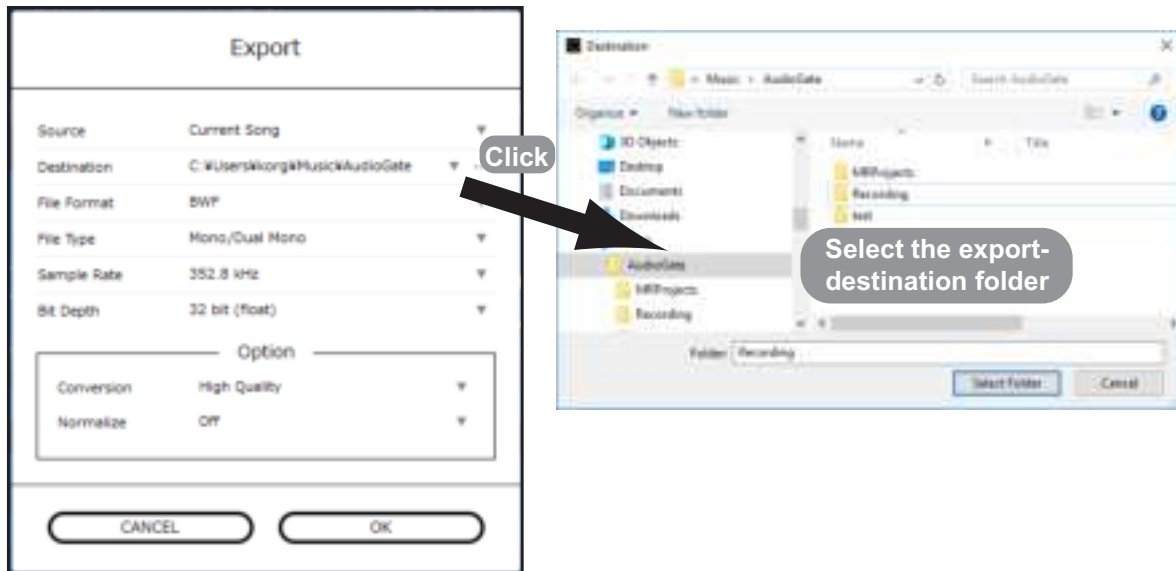 Export
Source Current Song
Destination C:¥Users¥korg¥Music¥AudioGate
File Format BWF
File Type Mono/Dual Mono
Sample Rate 352.8 kHz
Bit Depth 32 bit (float)
Option
Conversion High Quality
Normalize Off
CANCEL OK
Click
Destination
Music › AudioGate Search AudioGate
Organize New folder
3D Objects
Desktop
Documents
Downloads
AudioGate
MRProjects
Recording
Name Title
MRProjects
Recording
test
Select the export-
destination folder
Folder: Recording
Select Folder Cancel